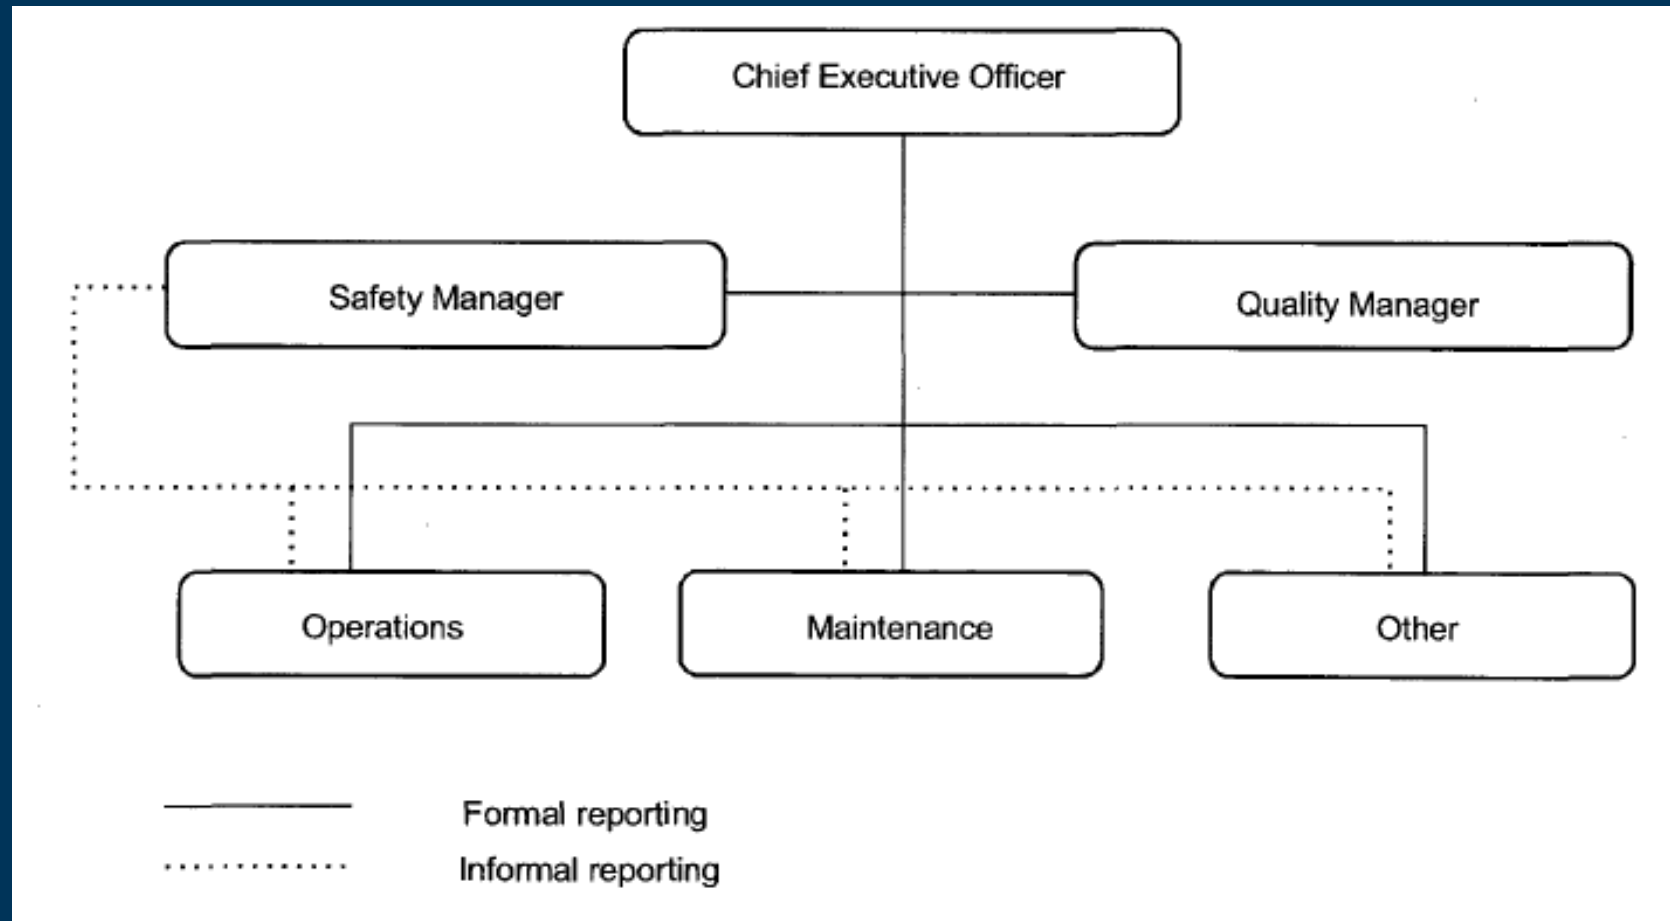 Chief Executive Officer
Safety Manager
Quality Manager
Operations
Maintenance
Other
Formal reporting
Informal reporting